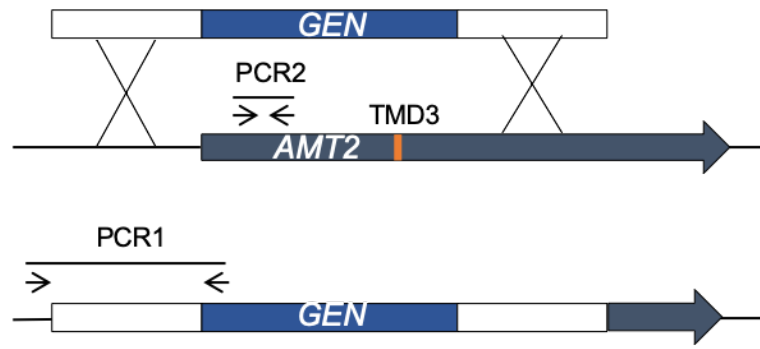 GEN
PCR2
TMD3
AMT2
PCR1
GEN